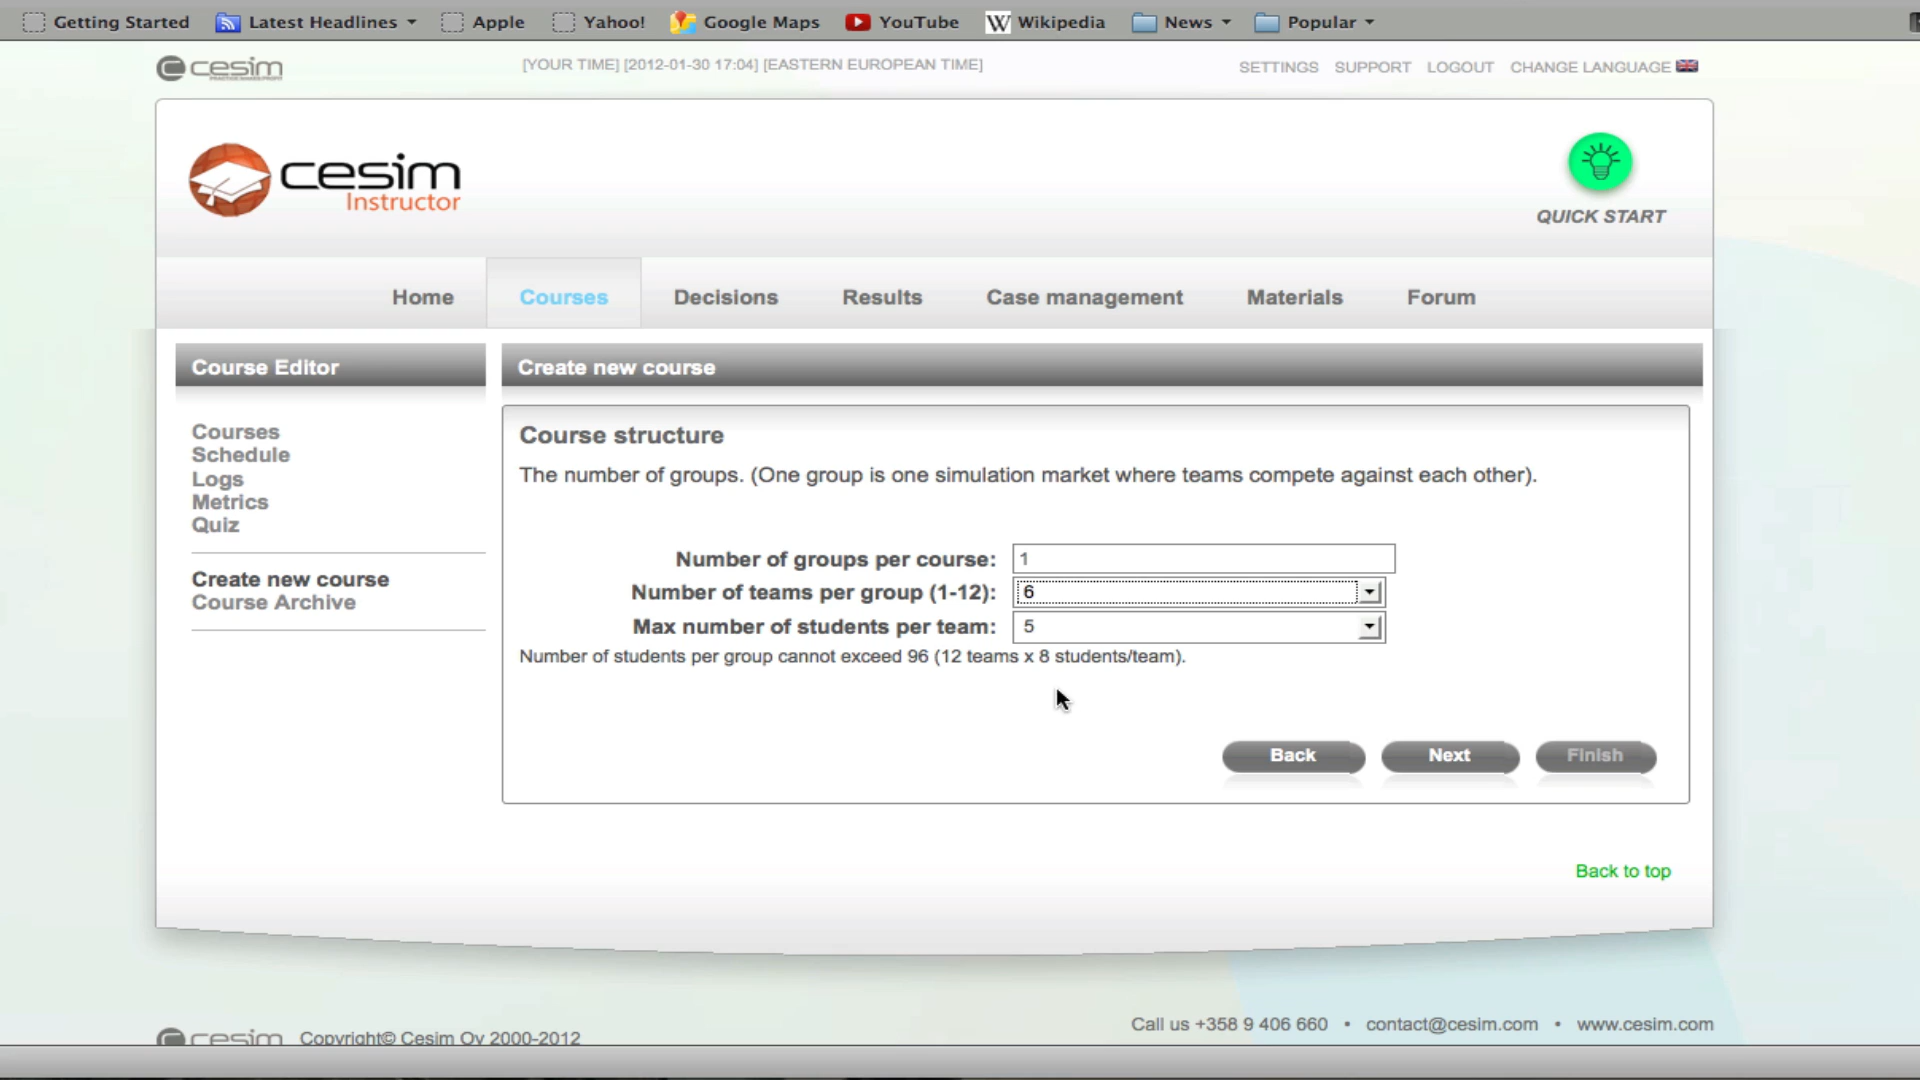 Getting Started Latest Headlines Apple Yahoo! Google Maps YouTube Wikipedia News Popular
cesim [YOUR TIME] [2012-01-30 17:04] [EASTERN EUROPEAN TIME] SETTINGS SUPPORT LOGOUT CHANGE LANGUAGE
cesim
Instructor
QUICK START
Home Courses Decisions Results Case management Materials Forum
Course Editor
Courses
Schedule
Logs
Metrics
Quiz
Create new course
Course Archive
Create new course
Course structure
The number of groups. (One group is one simulation market where teams compete against each other).
Number of groups per course: 1
Number of teams per group (1-12): 6
Max number of students per team: 5
Number of students per group cannot exceed 96 (12 teams x 8 students/team).
Back Next Finish
Back to top
cesim Copyright© Cesim Oy 2000-2012 Call us +358 9 406 660 • contact@cesim.com • www.cesim.com